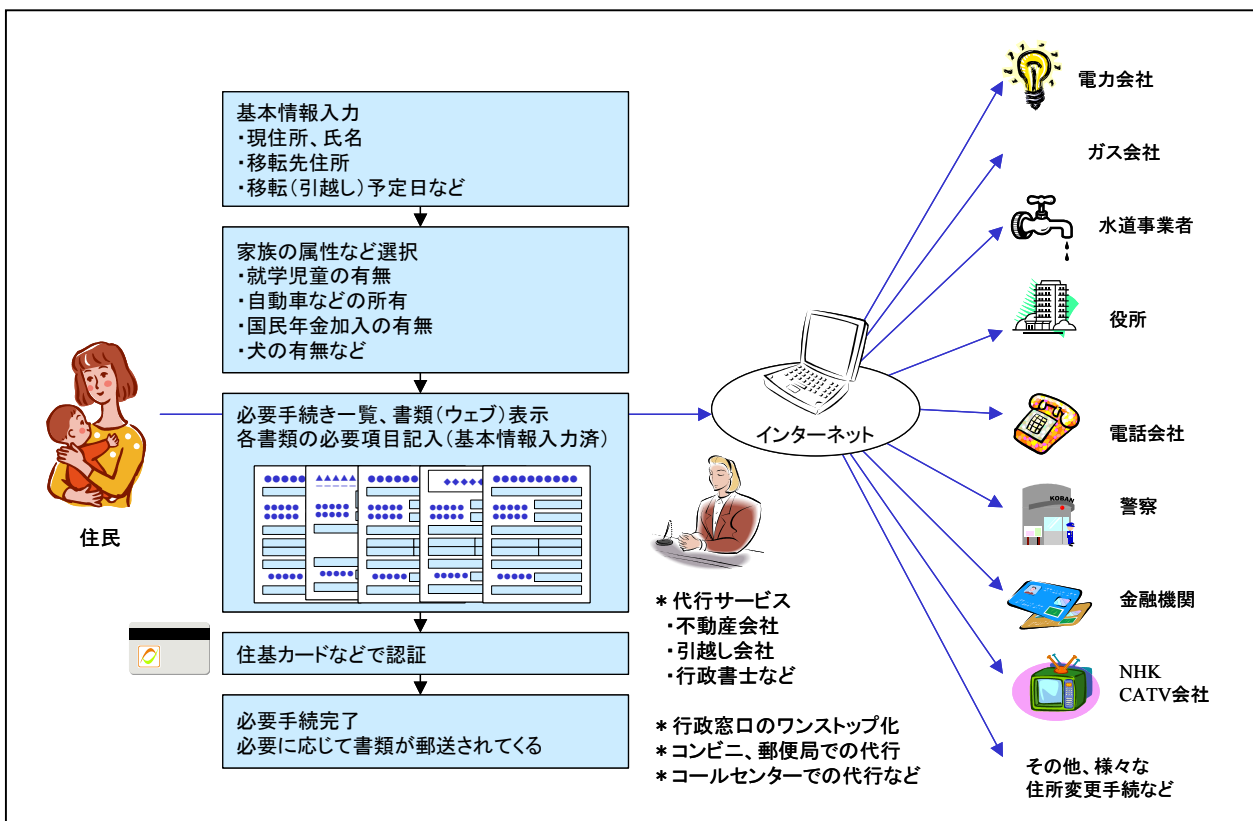 基本情報入力
・現住所、氏名
・移転先住所
・移転(引越し)予定日など
家族の属性など選択
・就学児童の有無
・自動車などの所有
・国民年金加入の有無
・犬の有無など
必要手続き一覧、書類(ウェブ)表示
各書類の必要項目記入(基本情報入力済)
住民
住基カードなどで認証
必要手続完了
必要に応じて書類が郵送されてくる
インターネット
*代行サービス
・不動産会社
・引越し会社
・行政書士など
*行政窓口のワンストップ化
*コンビニ、郵便局での代行
*コールセンターでの代行など
電力会社
ガス会社
水道事業者
役所
電話会社
KOBAN
警察
金融機関
NHK
CATV会社
その他、様々な
住所変更手続など